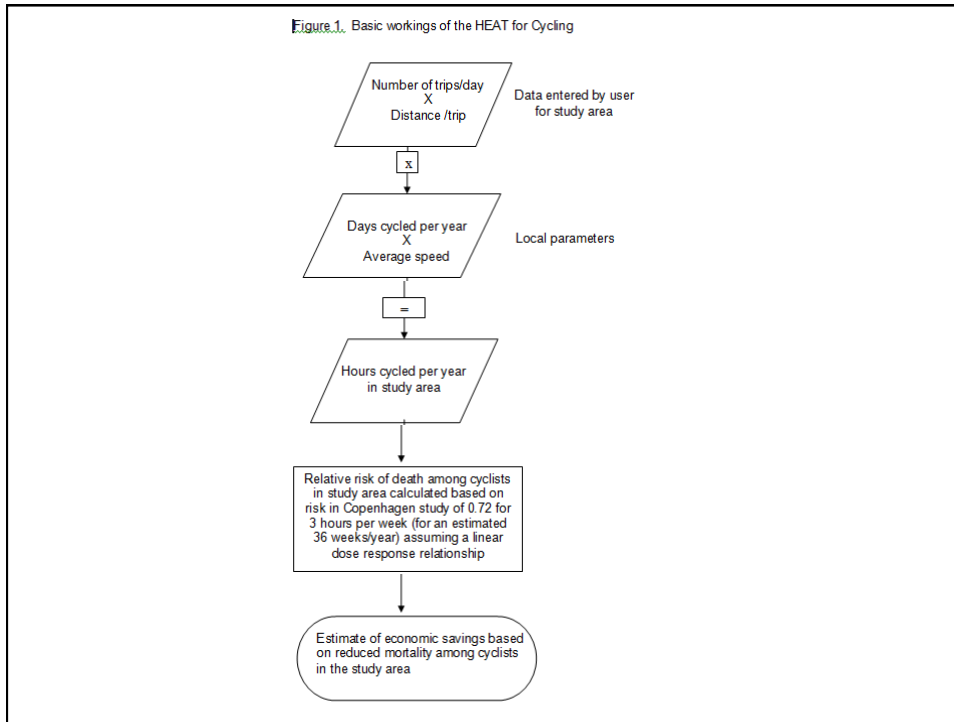 Figure 1. Basic workings of the HEAT for Cycling
Number of trips/day
X
Distance /trip
Data entered by user
for study area
x
Days cycled per year
X
Average speed
Local parameters
=
Hours cycled per year
in study area
Relative risk of death among cyclists
in study area calculated based on
risk in Copenhagen study of 0.72 for
3 hours per week (for an estimated
36 weeks/year) assuming a linear
dose response relationship
Estimate of economic savings based
on reduced mortality among cyclists
in the study area